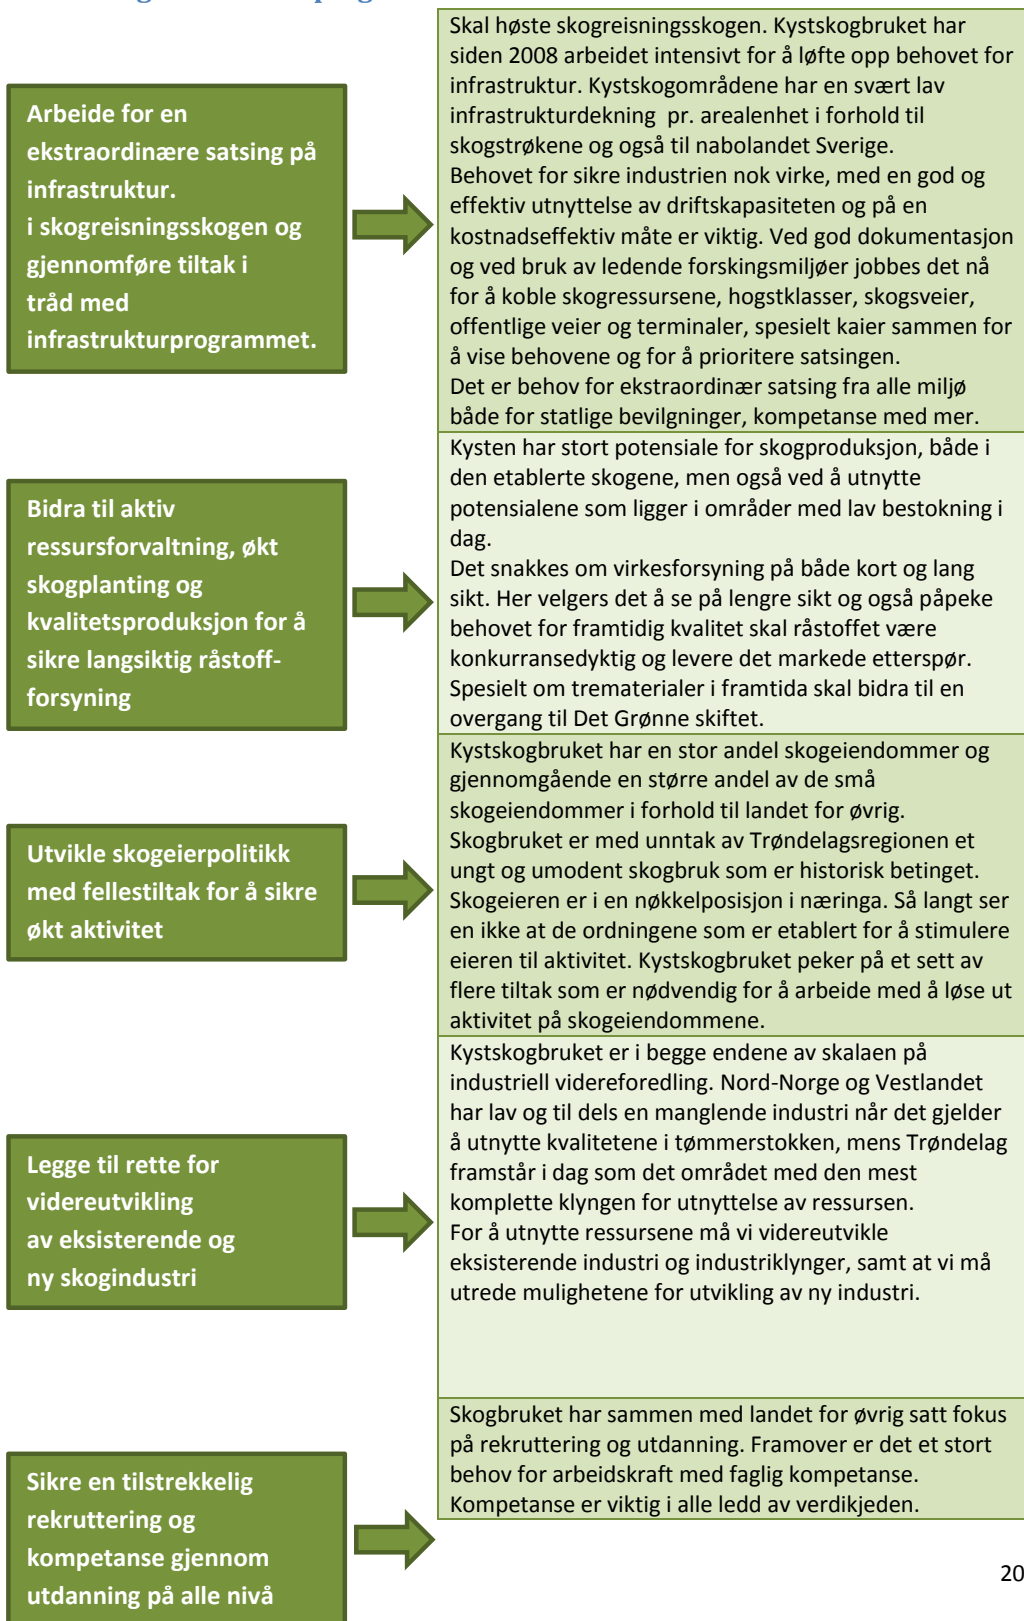 Arbeide for en
ekstraordinære satsing på
infrastruktur.
i skogreisningsskogen og
gjennomføre tiltak i
tråd med
infrastrukturprogrammet.
Skal høste skogreisningsskogen. Kystskogbruket har
siden 2008 arbeidet intensivt for å løfte opp behovet for
infrastruktur. Kystskogområdene har en svært lav
infrastrukturdekning pr. arealenhet i forhold til
skogstrøkene og også til nabolandet Sverige.
Behovet for sikre industrien nok virke, med en god og
effektiv utnyttelse av driftskapasiteten og på en
kostnadseffektiv måte er viktig. Ved god dokumentasjon
og ved bruk av ledende forskingsmiljøer jobbes det nå
for å koble skogressursene, hogstklasser, skogsveier,
offentlige veier og terminaler, spesielt kaier sammen for
å vise behovene og for å prioritere satsingen.
Det er behov for ekstraordinær satsing fra alle miljø
både for statlige bevilgninger, kompetanse med mer.
Bidra til aktiv
ressursforvaltning, økt
skogplanting og
kvalitetsproduksjon for å
sikre langsiktig råstoff-
forsyning
Kysten har stort potensiale for skogproduksjon, både i
den etablerte skogene, men også ved å utnytte
potensialene som ligger i områder med lav bestokning i
dag.
Det snakkes om virkesforsyning på både kort og lang
sikt. Her velgers det å se på lengre sikt og også påpeke
behovet for framtidig kvalitet skal råstoffet være
konkurransedyktig og levere det markede etterspør.
Spesielt om trematerialer i framtida skal bidra til en
overgang til Det Grønne skiftet.
Utvikle skogeierpolitikk
med fellestiltak for å sikre
økt aktivitet
Kystskogbruket har en stor andel skogeiendommer og
gjennomgående en større andel av de små
skogeiendommer i forhold til landet for øvrig.
Skogbruket er med unntak av Trøndelagsregionen et
ungt og umodent skogbruk som er historisk betinget.
Skogeieren er i en nøkkelposisjon i næringa. Så langt ser
en ikke at de ordningene som er etablert for å stimulere
eieren til aktivitet. Kystskogbruket peker på et sett av
flere tiltak som er nødvendig for å arbeide med å løse ut
aktivitet på skogeiendommene.
Legge til rette for
videreutvikling
av eksisterende og
ny skogindustri
Kystskogbruket er i begge endene av skalaen på
industriell videreforedling. Nord-Norge og Vestlandet
har lav og til dels en manglende industri når det gjelder
å utnytte kvalitetene i tømmerstokken, mens Trøndelag
framstår i dag som det området med den mest
komplette klyngen for utnyttelse av ressursen.
For å utnytte ressursene må vi videreutvikle
eksisterende industri og industriklynger, samt at vi må
utrede mulighetene for utvikling av ny industri.
Sikre en tilstrekkelig
rekruttering og
kompetanse gjennom
utdanning på alle nivå
Skogbruket har sammen med landet for øvrig satt fokus
på rekruttering og utdanning. Framover er det et stort
behov for arbeidskraft med faglig kompetanse.
Kompetanse er viktig i alle ledd av verdikjeden.
20